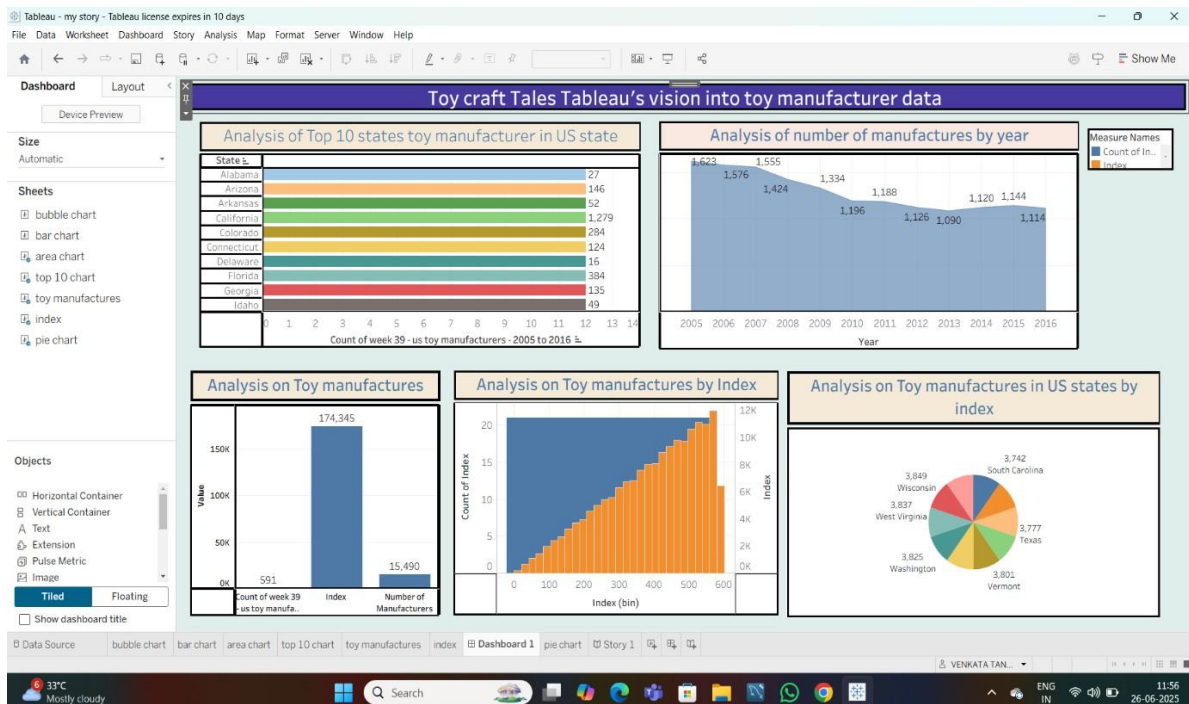 Tableau - my story - Tableau license expires in 10 days
File Data Worksheet Dashboard Story Analysis Map Format Server Window Help
Show Me
Dashboard Layout
Device Preview
Size
Automatic
Sheets
bubble chart
bar chart
area chart
top 10 chart
toy manufactures
index
pie chart
Objects
Horizontal Container
Vertical Container
Text
Extension
Pulse Metric
Image
Tiled Floating
Show dashboard title
Toy craft Tales Tableau's vision into toy manufacturer data
Analysis of Top 10 states toy manufacturer in US state
State
Alabama 27
Arizona 146
Arkansas 52
California 1,279
Colorado 284
Connecticut 124
Delaware 16
Florida 384
Georgia 135
Idaho 49
0 1 2 3 4 5 6 7 8 9 10 11 12 13 14
Count of week 39 - us toy manufacturers - 2005 to 2016
Analysis of number of manufactures by year
1,623 1,576 1,555 1,424 1,334 1,196 1,188 1,126 1,090 1,120 1,144 1,114
2005 2006 2007 2008 2009 2010 2011 2012 2013 2014 2015 2016
Year
Measure Names
Count of In..
Index
Analysis on Toy manufactures
Value
150K
100K
50K
0K
591 174,345 15,490
Count of week 39 - us toy manufa..
Index
Number of Manufacturers
Analysis on Toy manufactures by Index
Count of Index
20
15
10
5
0
12K
10K
8K
6K
4K
2K
0K
Index
0 100 200 300 400 500 600
Index (bin)
Analysis on Toy manufactures in US states by
index
3,742
South Carolina
3,777
Texas
3,801
Vermont
3,825
Washington
3,837
West Virginia
3,849
Wisconsin
Data Source bubble chart bar chart area chart top 10 chart toy manufactures index Dashboard 1 pie chart Story 1
VENKATA TAN...
6
33°C
Mostly cloudy
Search
ENG
IN
11:56
26-06-2025